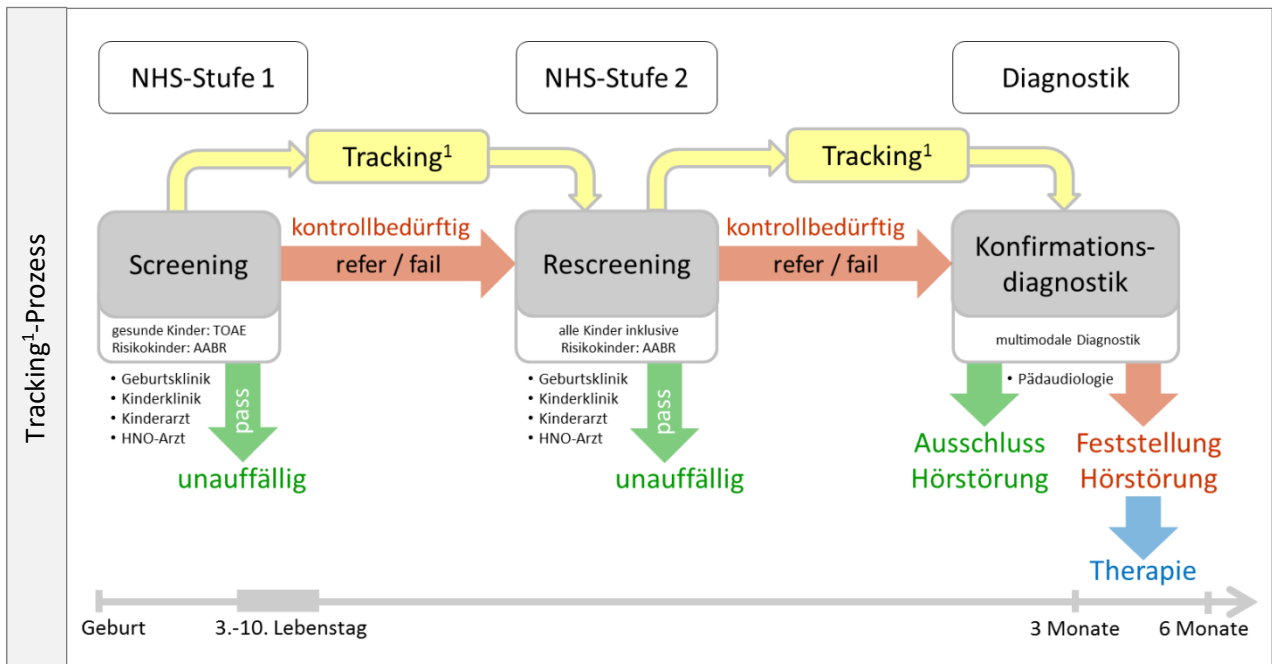 Tracking¹-Prozess
NHS-Stufe 1
NHS-Stufe 2
Diagnostik
Tracking¹
Tracking¹
Screening
kontrollbedürftig
refer / fail
Rescreening
kontrollbedürftig
refer / fail
Konfirmations-
diagnostik
gesunde Kinder: TOAE
Risikokinder: AABR
alle Kinder inklusive
Risikokinder: AABR
multimodale Diagnostik
• Geburtsklinik
• Kinderklinik
• Kinderarzt
• HNO-Arzt
pass
unauffällig
• Geburtsklinik
• Kinderklinik
• Kinderarzt
• HNO-Arzt
pass
unauffällig
• Pädaudiologie
Ausschluss
Hörstörung
Feststellung
Hörstörung
Therapie
Geburt
3.-10. Lebenstag
3 Monate
6 Monate